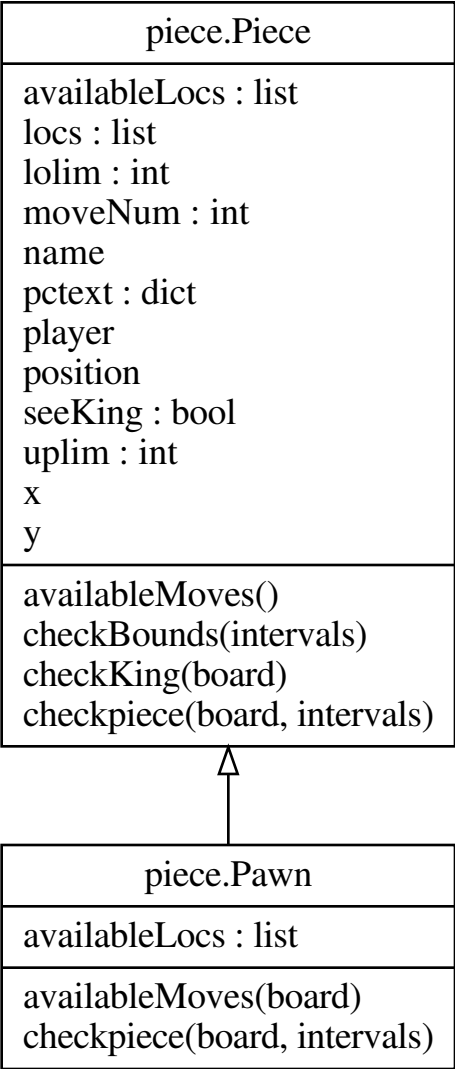 piece.Piece
availableLocs : list
locs : list
lolim : int
moveNum : int
name
pctext : dict
player
position
seeKing : bool
uplim : int
x
y
availableMoves()
checkBounds(intervals)
checkKing(board)
checkpiece(board, intervals)
piece.Pawn
availableLocs : list
availableMoves(board)
checkpiece(board, intervals)